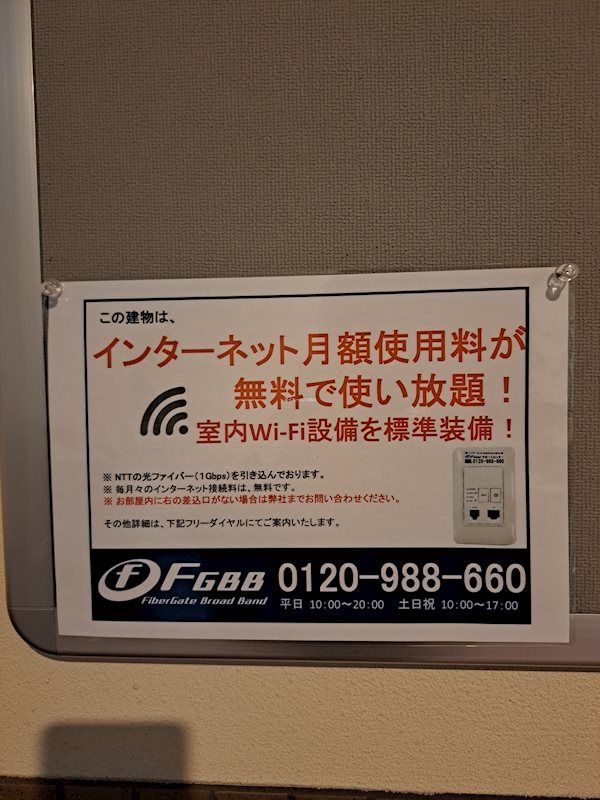 この建物は、
インターネット月額使用料が
無料で使い放題！
室内Wi-Fi設備を標準装備！
※ NTTの光ファイバー（1Gbps）を引き込んでおります。
※ 毎月々のインターネット接続料は、無料です。
※ お部屋内に右の差込口がない場合は弊社までお問い合わせください。
その他詳細は、下記フリーダイヤルにてご案内いたします。
0120-988-660
f FGBB 0120-988-660
FiberGate Broad Band 平日 10:00～20:00 土日祝 10:00～17:00